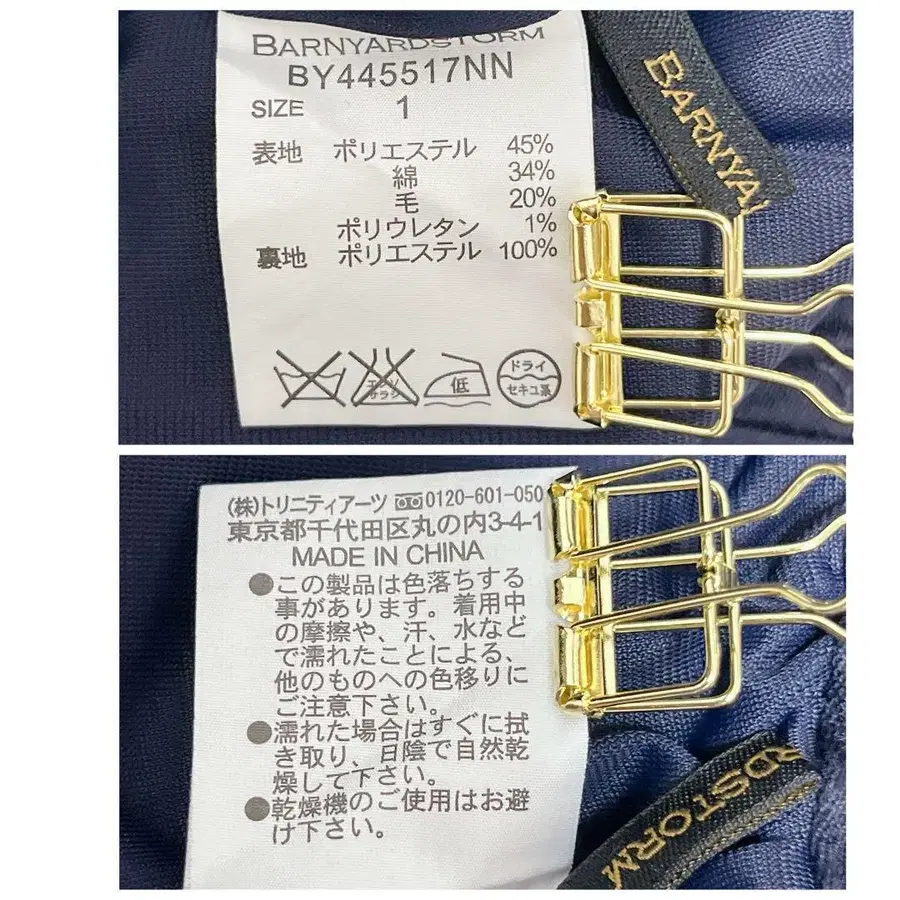 BARNYARDSTORM
BY445517NN
SIZE 1
表地 ポリエステル 45%
綿 34%
毛 20%
ポリウレタン 1%
裏地 ポリエステル 100%
エンソ
サラシ
低
ドライ
セキユ系
BARNYA
(株)トリニティアーツ 0120-601-050
東京都千代田区丸の内3-4-1
MADE IN CHINA
●この製品は色落ちする
事があります。着用中
の摩擦や、汗、水など
で濡れたことによる、
他のものへの色移りに
ご注意下さい。
●濡れた場合はすぐに拭
き取り、日陰で自然乾
燥して下さい。
●乾燥機のご使用はお避
け下さい。
RDSTORM